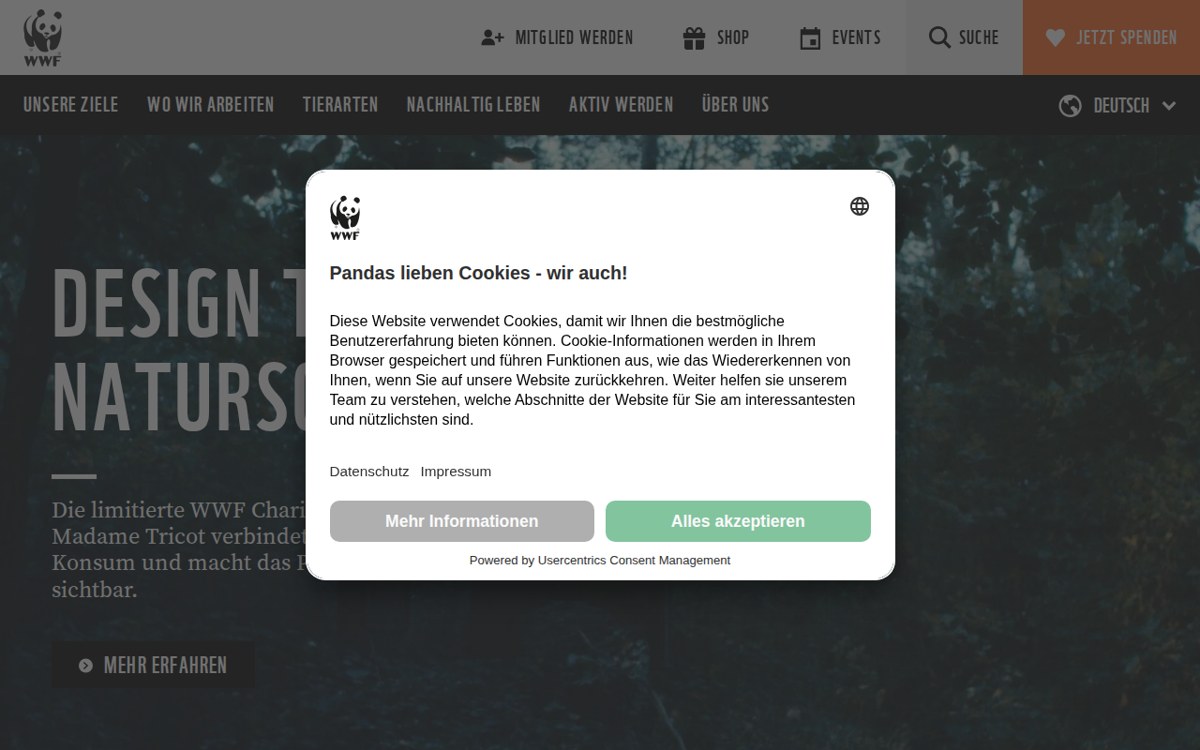 WWF
MITGLIED WERDEN
SHOP
EVENTS
SUCHE
JETZT SPENDEN
UNSERE ZIELE
WO WIR ARBEITEN
TIERARTEN
NACHHALTIG LEBEN
AKTIV WERDEN
ÜBER UNS
DEUTSCH
DESIGN
NATURS
Die limitierte WWF Chari
Madame Tricot verbindet
Konsum und macht das
sichtbar.
MEHR ERFAHREN
WWF
Pandas lieben Cookies - wir auch!
Diese Website verwendet Cookies, damit wir Ihnen die bestmögliche
Benutzererfahrung bieten können. Cookie-Informationen werden in Ihrem
Browser gespeichert und führen Funktionen aus, wie das Wiedererkennen von
Ihnen, wenn Sie auf unsere Website zurückkehren. Weiter helfen sie unserem
Team zu verstehen, welche Abschnitte der Website für Sie am interessantesten
und nützlichsten sind.
Datenschutz Impressum
Mehr Informationen
Alles akzeptieren
Powered by Usercentrics Consent Management